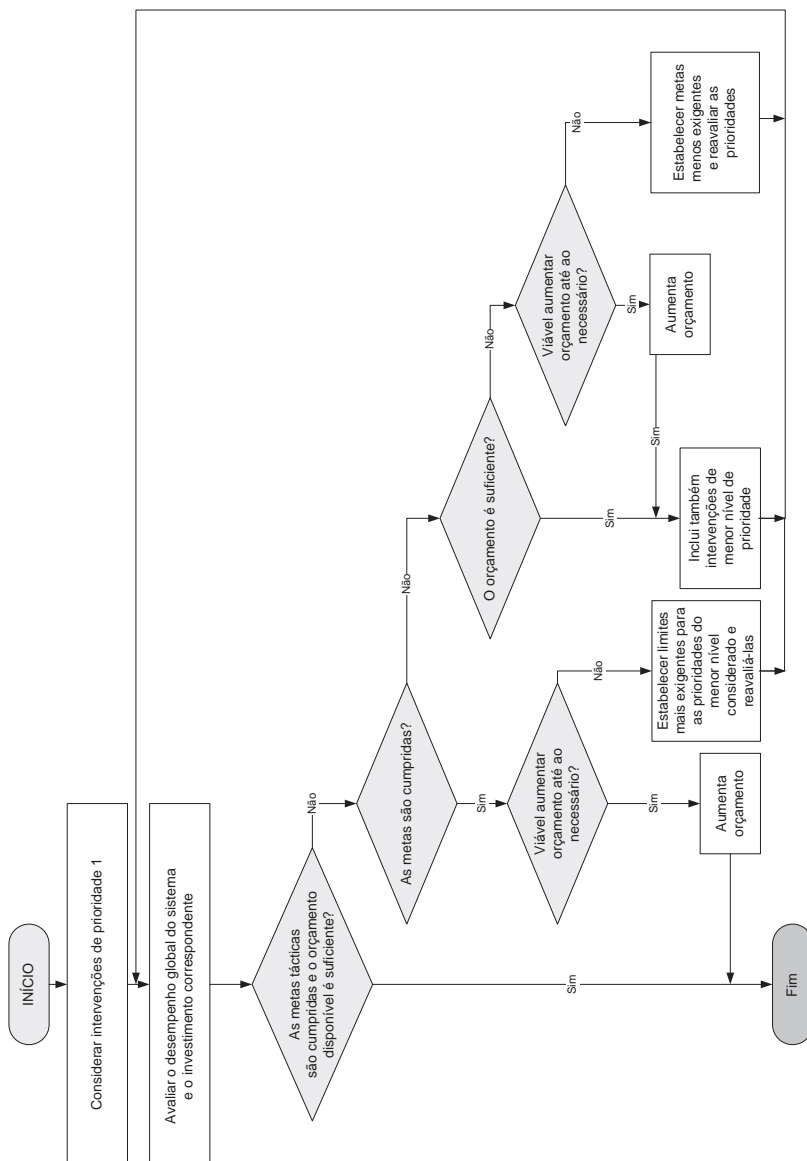 INÍCIO
Considerar intervenções de prioridade 1
Avaliar o desempenho global do sistema
e o investimento correspondente
As metas tácticas
são cumpridas e o orçamento
disponível é suficiente?
Não
Sim
As metas são cumpridas?
Não
Sim
Viável aumentar
orçamento até ao
necessário?
Não
Sim
Estabelecer limites
mais exigentes para
as prioridades do
menor nível
considerado e
reavaliá-las
Aumenta
orçamento
O orçamento é suficiente?
Não
Sim
Viável aumentar
orçamento até ao
necessário?
Não
Sim
Aumenta
orçamento
Sim
Inclui também
intervenções de
menor nível de
prioridade
Estabelecer metas
menos exigentes
e reavaliar as
prioridades
Fim